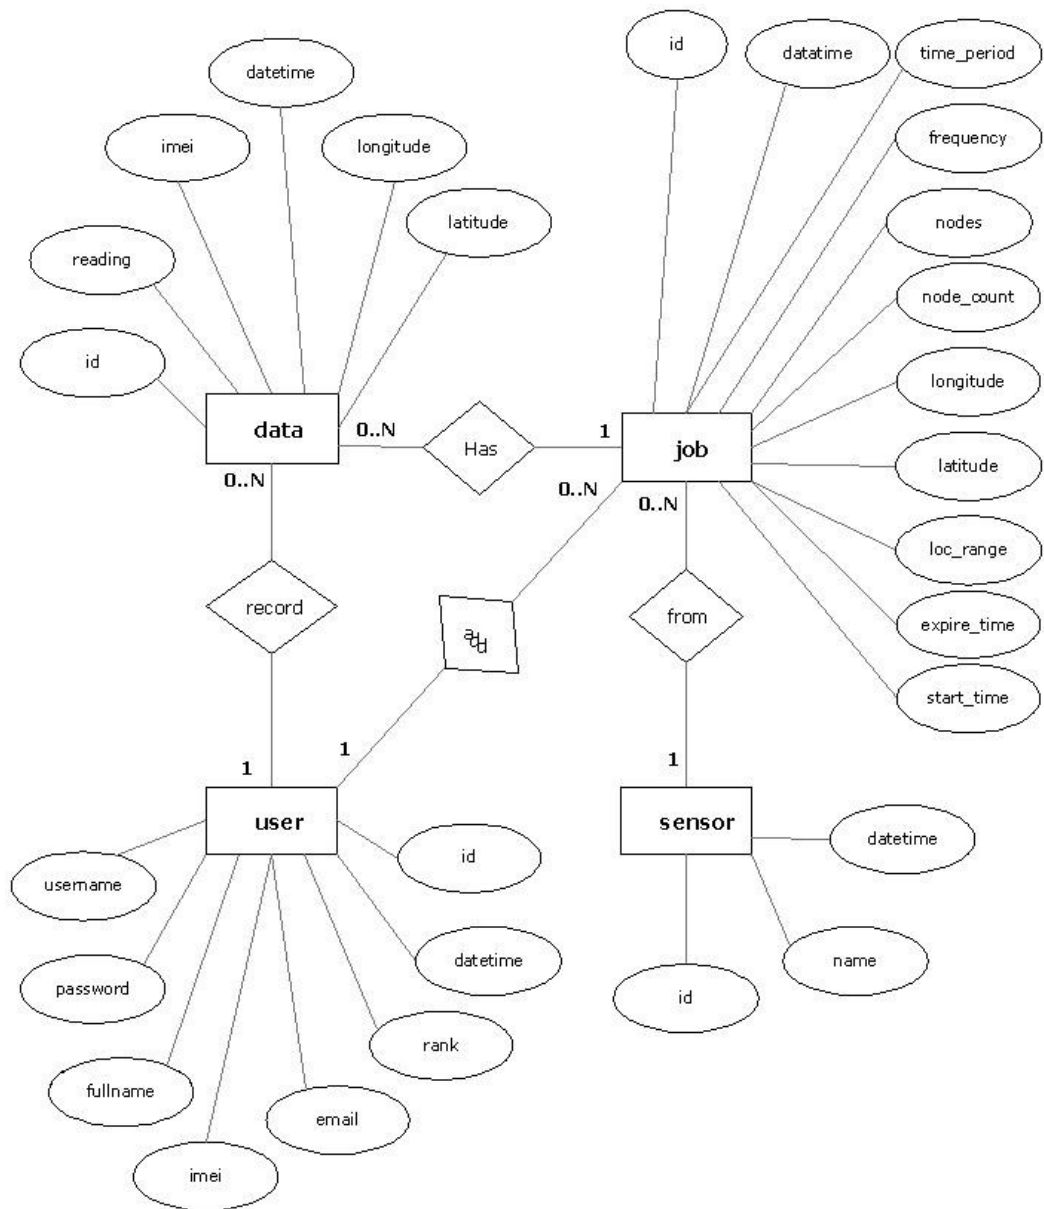 id
datatime
time_period
datetime
frequency
imei
longitude
nodes
latitude
reading
node_count
id
longitude
data
0..N
Has
1
job
latitude
0..N
0..N
0..N
loc_range
record
add
from
expire_time
start_time
1
1
1
user
sensor
datetime
id
username
datetime
name
password
id
rank
fullname
email
imei